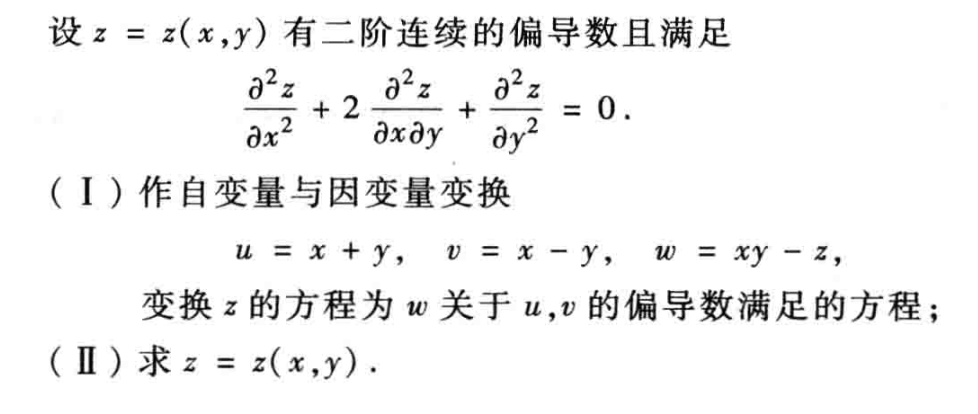 设 z = z(x,y) 有二阶连续的偏导数且满足
∂²z/∂x² + 2 ∂²z/∂x∂y + ∂²z/∂y² = 0.
(Ⅰ) 作自变量与因变量变换
u = x + y, v = x - y, w = xy - z,
变换 z 的方程为 w 关于 u,v 的偏导数满足的方程;
(Ⅱ) 求 z = z(x,y).